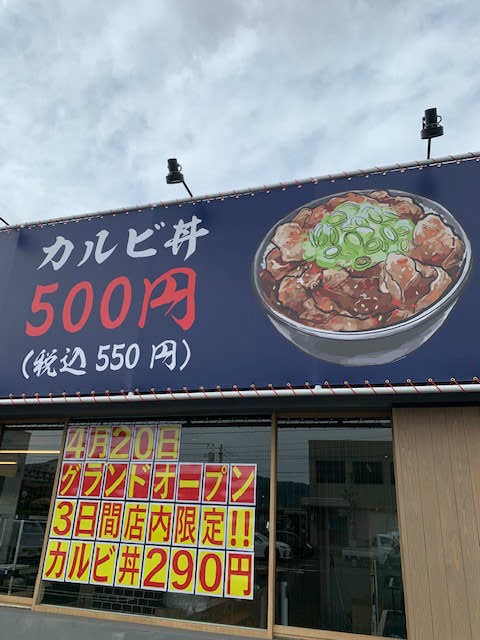 カルビ丼
500円
(税込 550 円)
4月20日
グランドオープン
3日間店内限定!!
カルビ丼290円